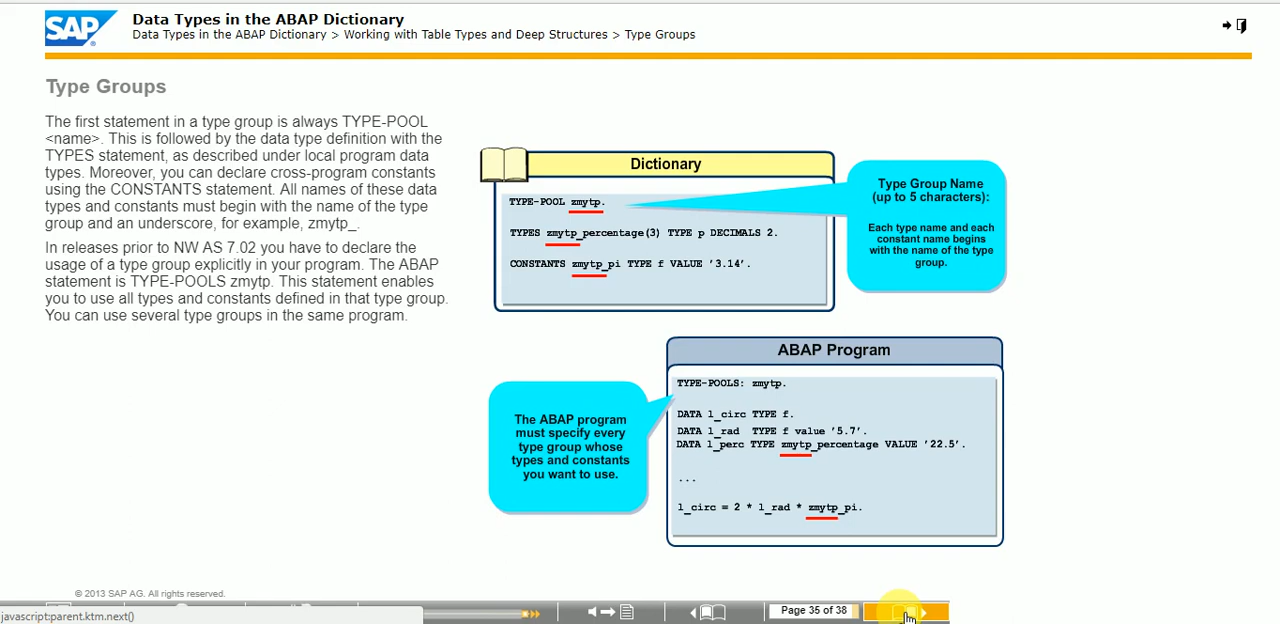 SAP
Data Types in the ABAP Dictionary
Data Types in the ABAP Dictionary > Working with Table Types and Deep Structures > Type Groups
Type Groups
The first statement in a type group is always TYPE-POOL
<name>. This is followed by the data type definition with the
TYPES statement, as described under local program data
types. Moreover, you can declare cross-program constants
using the CONSTANTS statement. All names of these data
types and constants must begin with the name of the type
group and an underscore, for example, zmytp_.
In releases prior to NW AS 7.02 you have to declare the
usage of a type group explicitly in your program. The ABAP
statement is TYPE-POOLS zmytp. This statement enables
you to use all types and constants defined in that type group.
You can use several type groups in the same program.
Dictionary
TYPE-POOL zmytp.
TYPES zmytp_percentage(3) TYPE p DECIMALS 2.
CONSTANTS zmytp_pi TYPE f VALUE '3.14'.
Type Group Name
(up to 5 characters):
Each type name and each
constant name begins
with the name of the type
group.
ABAP Program
TYPE-POOLS: zmytp.
DATA l_circ TYPE f.
DATA l_rad TYPE f value '5.7'.
DATA l_perc TYPE zmytp_percentage VALUE '22.5'.
...
l_circ = 2 * l_rad * zmytp_pi.
The ABAP program
must specify every
type group whose
types and constants
you want to use.
© 2013 SAP AG. All rights reserved.
javascript:parent.ktm.next()
Page 35 of 38